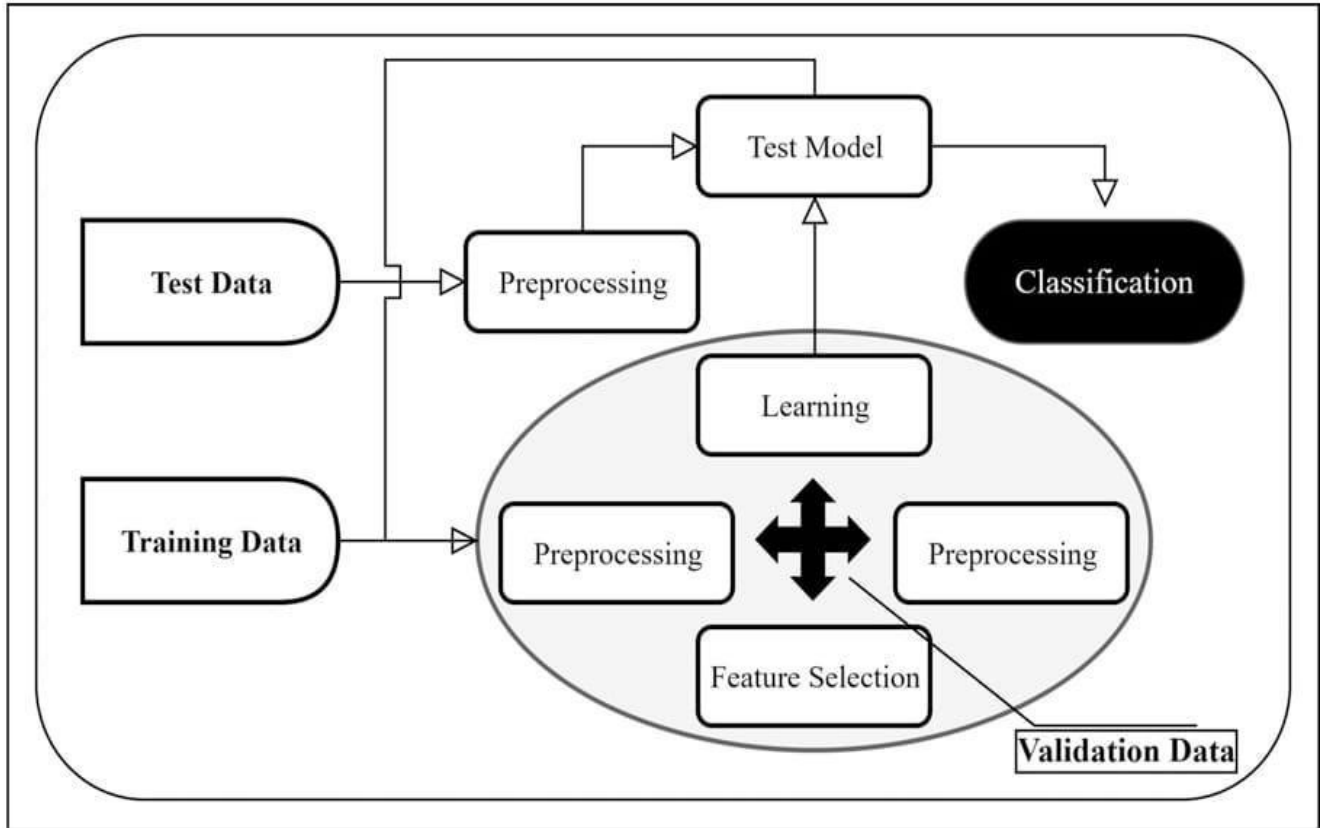 Test Model
Test Data
Preprocessing
Classification
Learning
Training Data
Preprocessing
Preprocessing
Feature Selection
Validation Data